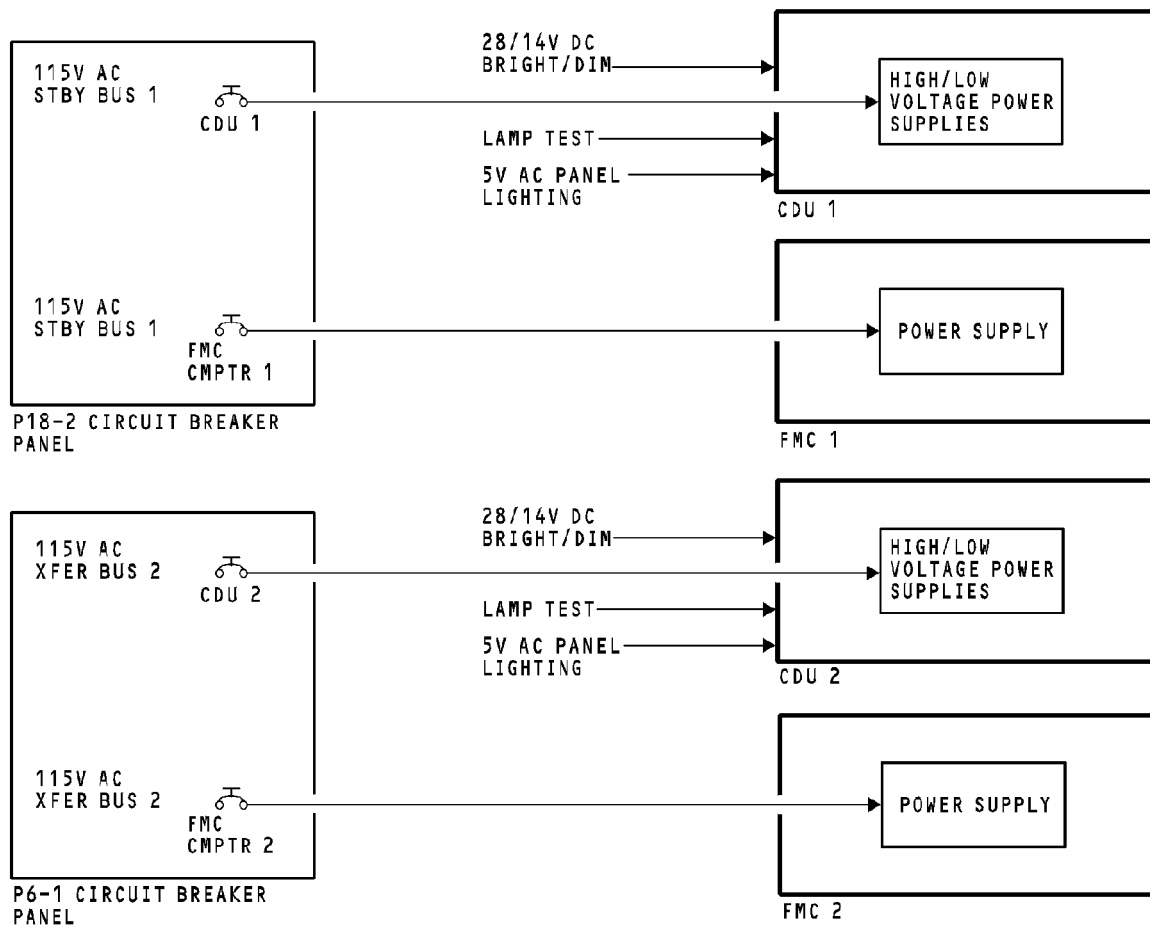 28/14V DC
BRIGHT/DIM
115V AC
STBY BUS 1
CDU 1
HIGH/LOW
VOLTAGE POWER
SUPPLIES
LAMP TEST
5V AC PANEL
LIGHTING
CDU 1
115V AC
STBY BUS 1
FMC
CMPTR 1
POWER SUPPLY
P18-2 CIRCUIT BREAKER
PANEL
FMC 1
28/14V DC
BRIGHT/DIM
115V AC
XFER BUS 2
CDU 2
HIGH/LOW
VOLTAGE POWER
SUPPLIES
LAMP TEST
5V AC PANEL
LIGHTING
CDU 2
115V AC
XFER BUS 2
FMC
CMPTR 2
POWER SUPPLY
P6-1 CIRCUIT BREAKER
PANEL
FMC 2